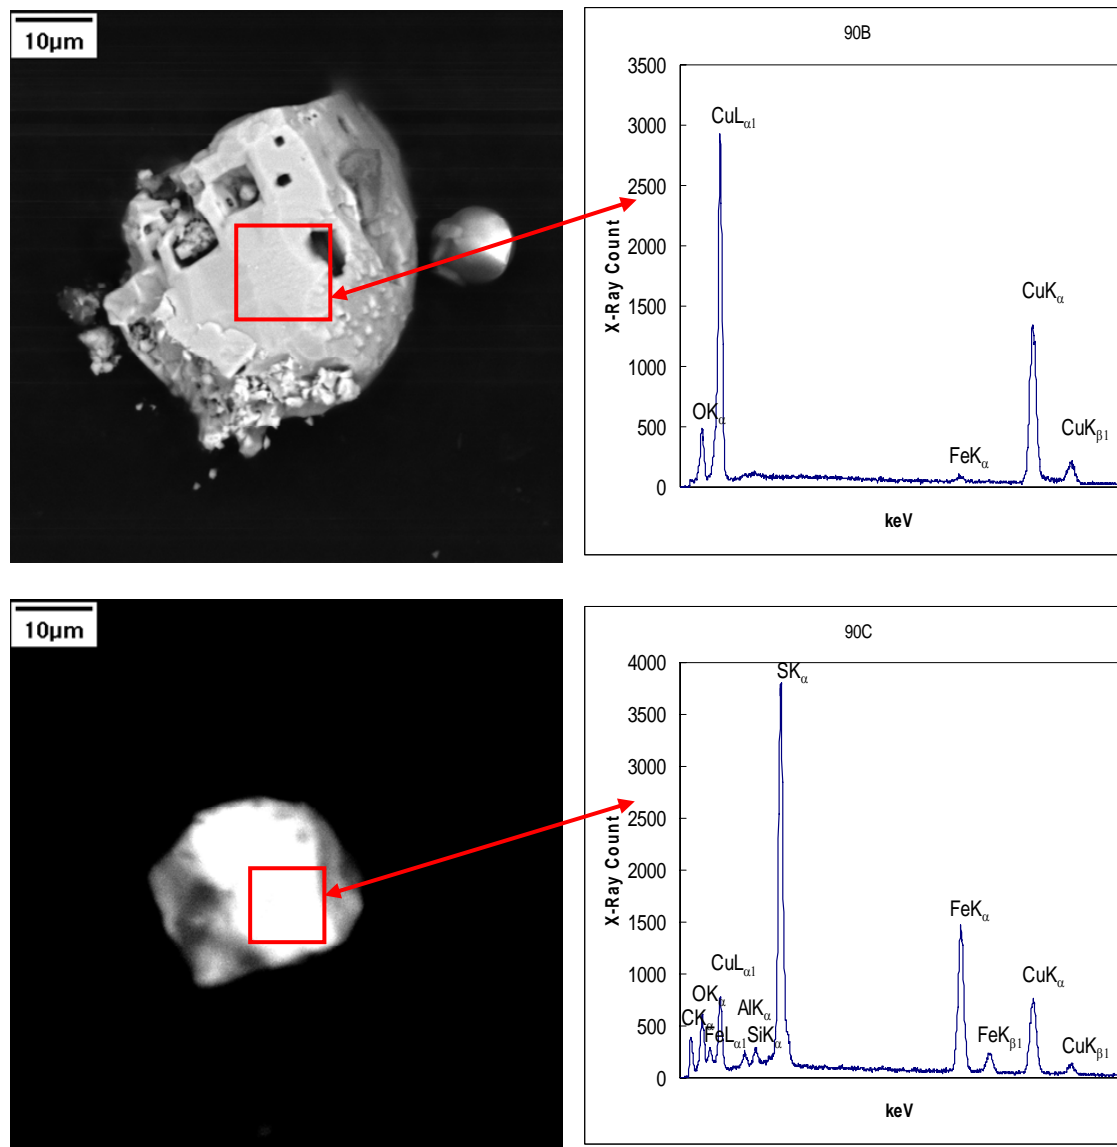 10µm
90B
3500
3000
2500
2000
1500
1000
500
0
X-Ray Count
CuLα1
OKα
FeKα
CuKα
CuKβ1
keV
10µm
90C
4000
3500
3000
2500
2000
1500
1000
500
0
X-Ray Count
SKα
CuLα1
OKα
CKα
FeLα1
AlKα
SiKα
FeKα
FeKβ1
CuKα
CuKβ1
keV